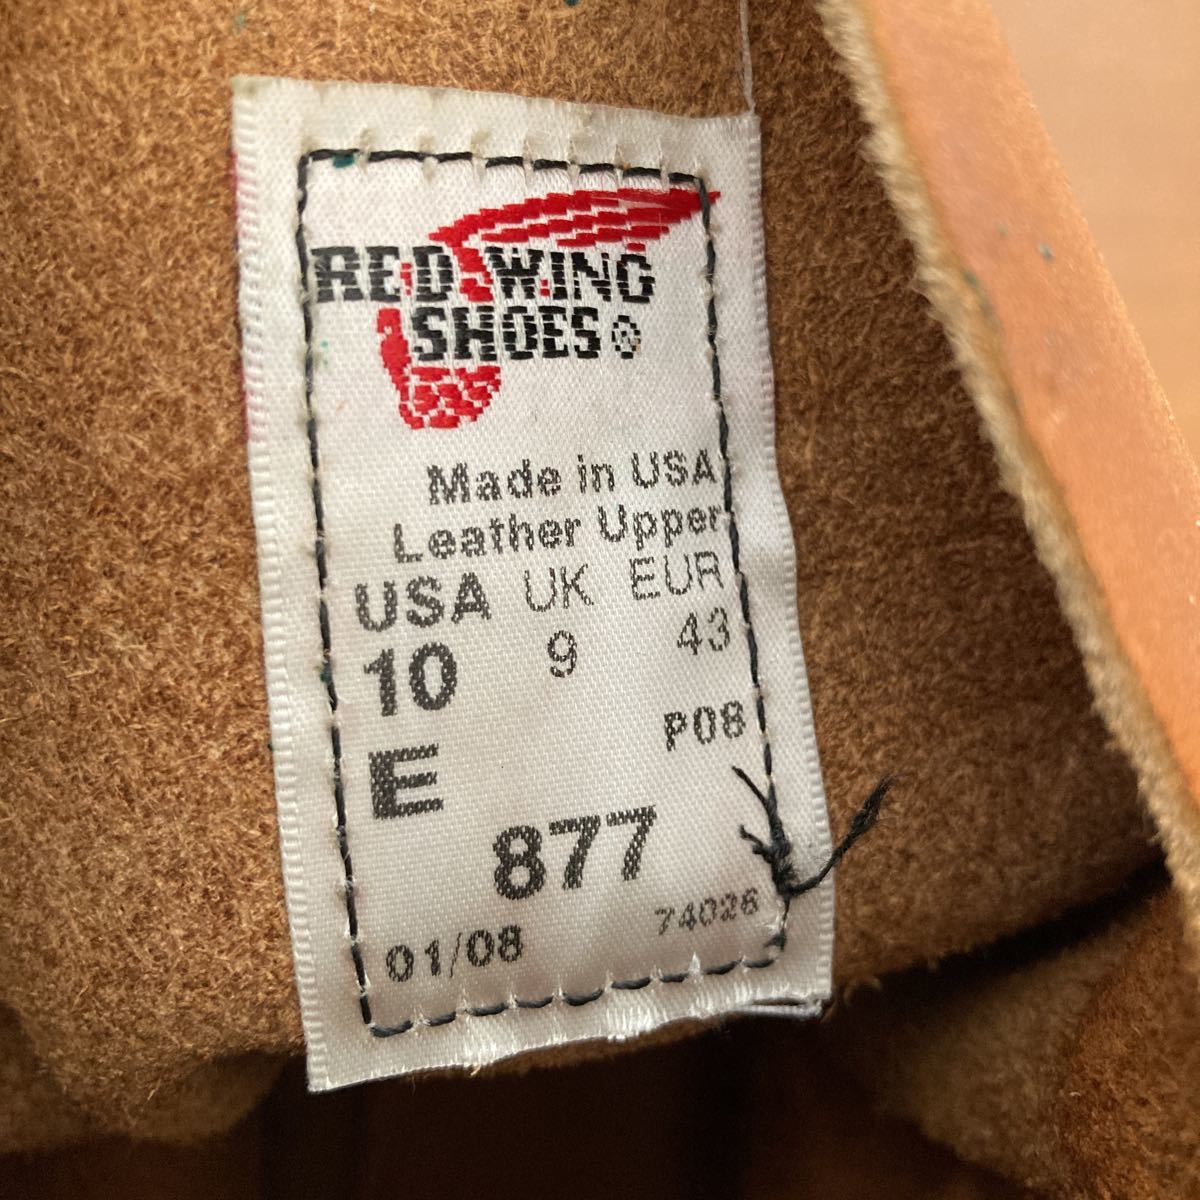 RED WING
SHOES®
Made in USA
Leather Upper
USA UK EUR
10 9 43
E P08
877
01/08 74026